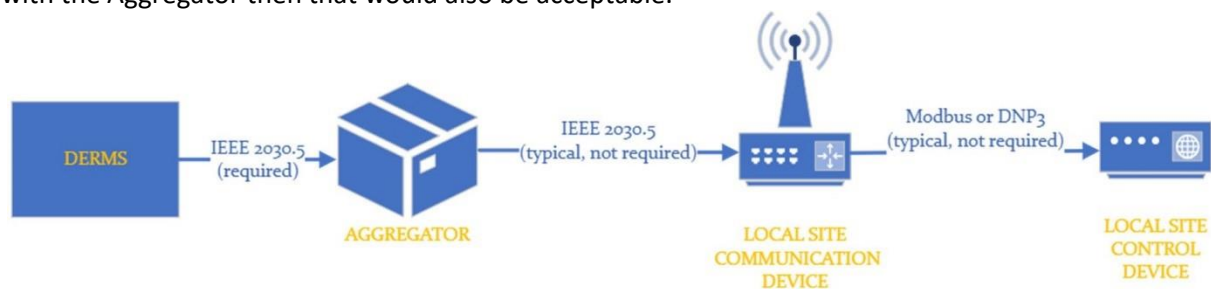 with the Aggregator then that would also be acceptable.
DERMS
IEEE 2030.5
(required)
AGGREGATOR
IEEE 2030.5
(typical, not required)
LOCAL SITE
COMMUNICATION
DEVICE
Modbus or DNP3
(typical, not required)
LOCAL SITE
CONTROL
DEVICE